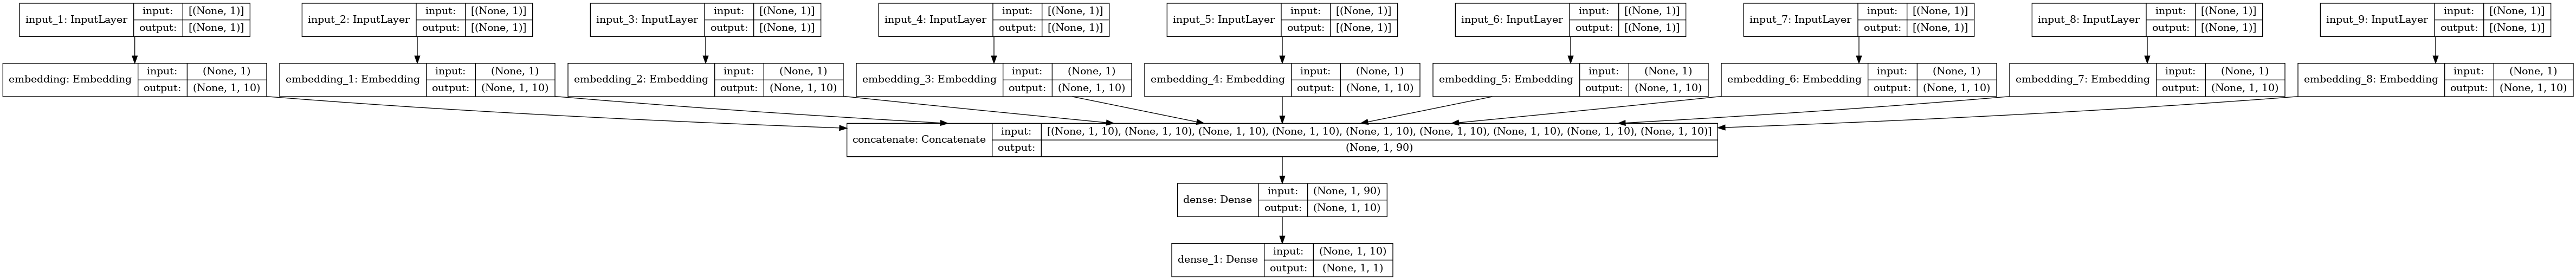 input_1: InputLayer input: [(None, 1)] output: [(None, 1)]
input_2: InputLayer input: [(None, 1)] output: [(None, 1)]
input_3: InputLayer input: [(None, 1)] output: [(None, 1)]
input_4: InputLayer input: [(None, 1)] output: [(None, 1)]
input_5: InputLayer input: [(None, 1)] output: [(None, 1)]
input_6: InputLayer input: [(None, 1)] output: [(None, 1)]
input_7: InputLayer input: [(None, 1)] output: [(None, 1)]
input_8: InputLayer input: [(None, 1)] output: [(None, 1)]
input_9: InputLayer input: [(None, 1)] output: [(None, 1)]
embedding: Embedding input: (None, 1) output: (None, 1, 10)
embedding_1: Embedding input: (None, 1) output: (None, 1, 10)
embedding_2: Embedding input: (None, 1) output: (None, 1, 10)
embedding_3: Embedding input: (None, 1) output: (None, 1, 10)
embedding_4: Embedding input: (None, 1) output: (None, 1, 10)
embedding_5: Embedding input: (None, 1) output: (None, 1, 10)
embedding_6: Embedding input: (None, 1) output: (None, 1, 10)
embedding_7: Embedding input: (None, 1) output: (None, 1, 10)
embedding_8: Embedding input: (None, 1) output: (None, 1, 10)
concatenate: Concatenate input: [(None, 1, 10), (None, 1, 10), (None, 1, 10), (None, 1, 10), (None, 1, 10), (None, 1, 10), (None, 1, 10), (None, 1, 10), (None, 1, 10)] output: (None, 1, 90)
dense: Dense input: (None, 1, 90) output: (None, 1, 10)
dense_1: Dense input: (None, 1, 10) output: (None, 1, 1)